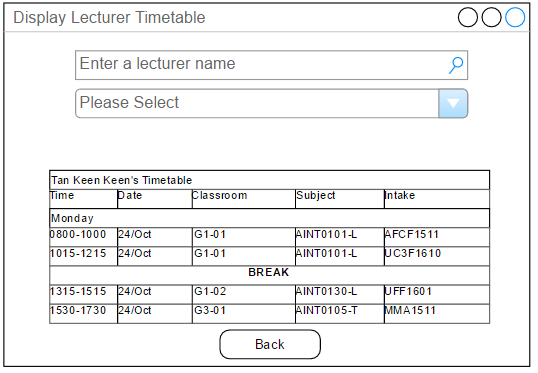 Display Lecturer Timetable
Enter a lecturer name
Please Select
Tan Keen Keen's Timetable
Time Date Classroom Subject Intake
Monday
0800-1000 24/Oct G1-01 AINT0101-L AFCF1511
1015-1215 24/Oct G1-01 AINT0101-L UC3F1610
BREAK
1315-1515 24/Oct G1-02 AINT0130-L UFF1601
1530-1730 24/Oct G3-01 AINT0105-T MMA1511
Back